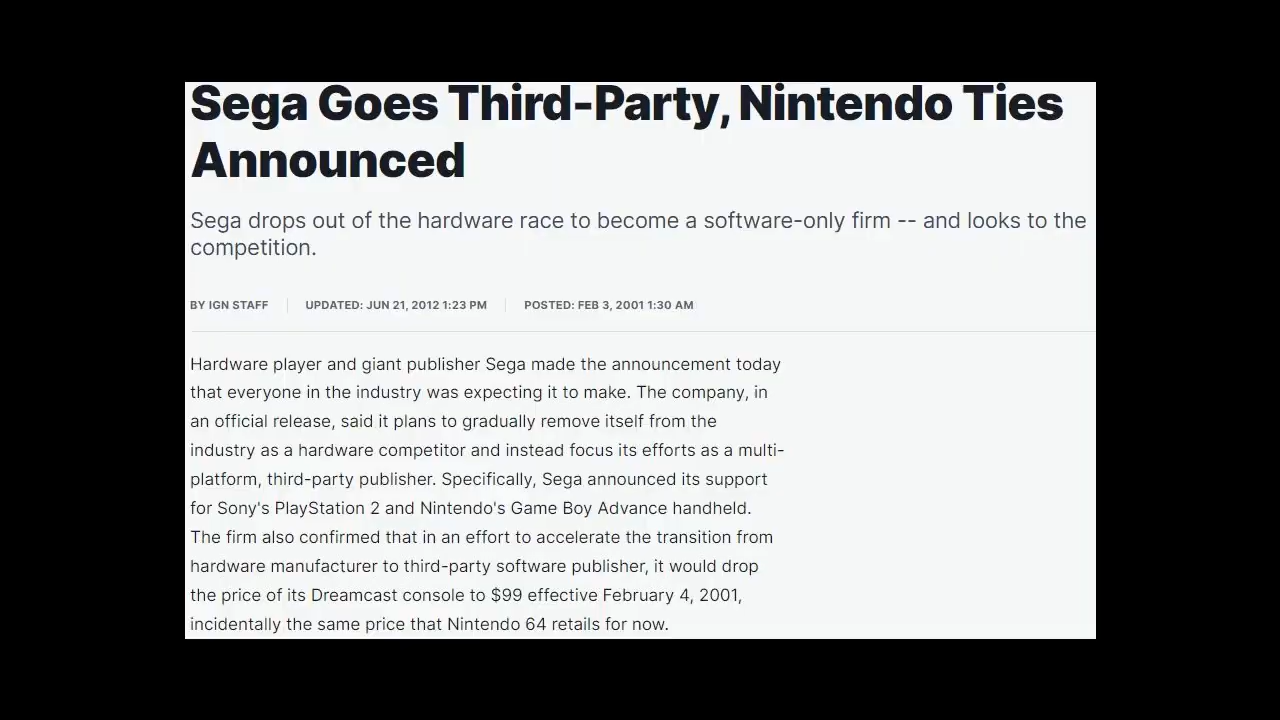 Sega Goes Third-Party, Nintendo Ties
Announced
Sega drops out of the hardware race to become a software-only firm -- and looks to the
competition.
BY IGN STAFF UPDATED: JUN 21, 2012 1:23 PM POSTED: FEB 3, 2001 1:30 AM
Hardware player and giant publisher Sega made the announcement today
that everyone in the industry was expecting it to make. The company, in
an official release, said it plans to gradually remove itself from the
industry as a hardware competitor and instead focus its efforts as a multi-
platform, third-party publisher. Specifically, Sega announced its support
for Sony's PlayStation 2 and Nintendo's Game Boy Advance handheld.
The firm also confirmed that in an effort to accelerate the transition from
hardware manufacturer to third-party software publisher, it would drop
the price of its Dreamcast console to $99 effective February 4, 2001,
incidentally the same price that Nintendo 64 retails for now.